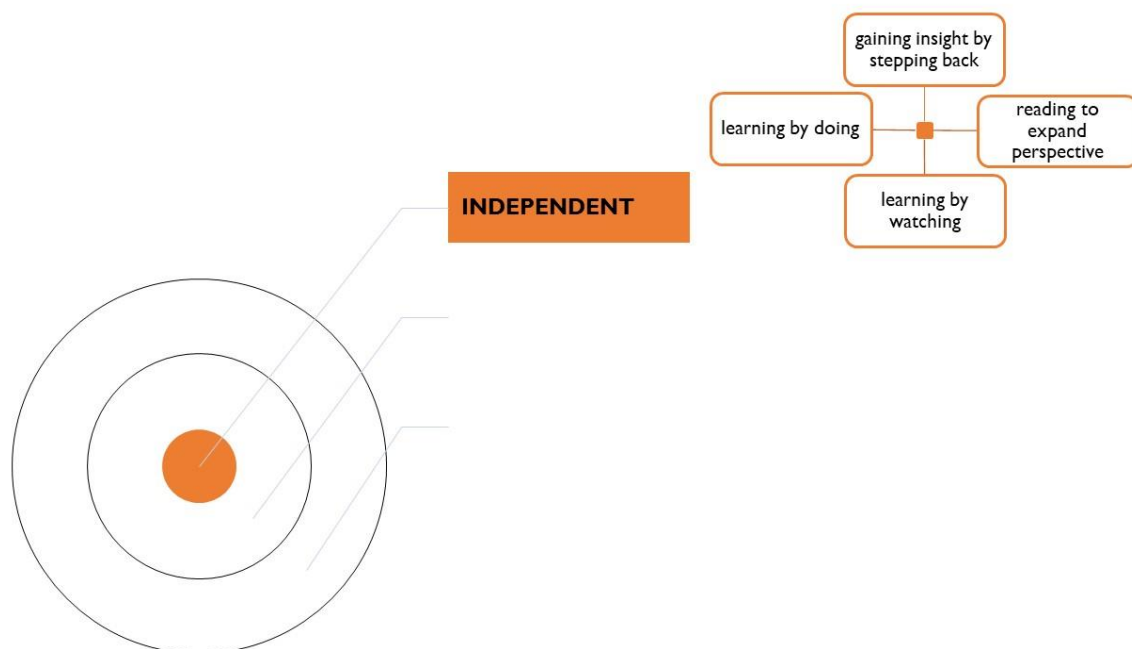 gaining insight by
stepping back
learning by doing
reading to
expand
perspective
learning by
watching
INDEPENDENT